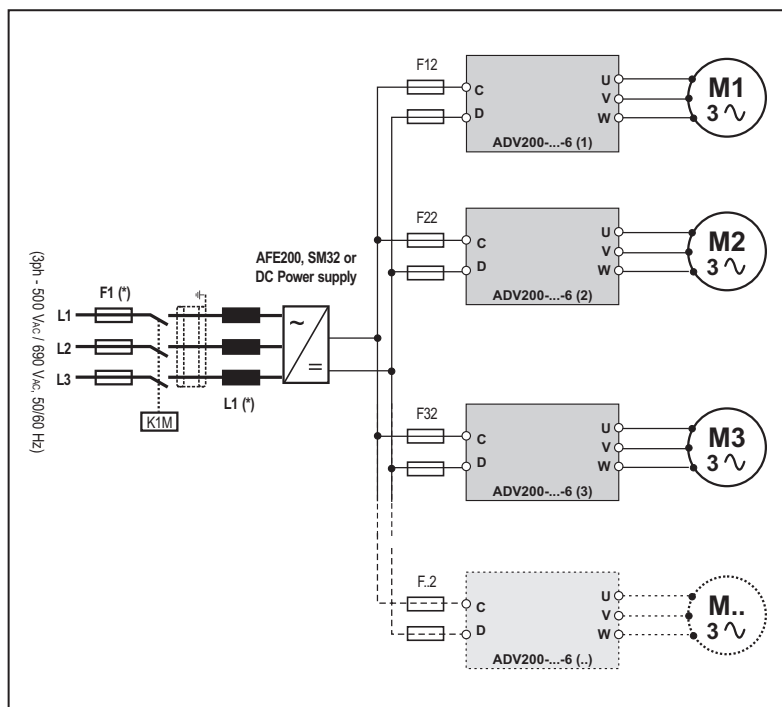 F12
C
D
U
V
W
ADV200-...-6 (1)
M1
3
F22
C
D
U
V
W
ADV200-...-6 (2)
M2
3
(3ph - 500 VAC / 690 VAC, 50/60 Hz)
F1 (*)
L1
L2
L3
K1M
L1 (*)
AFE200, SM32 or
DC Power supply
~
=
F32
C
D
U
V
W
ADV200-...-6 (3)
M3
3
F..2
C
D
U
V
W
ADV200-...-6 (..)
M..
3